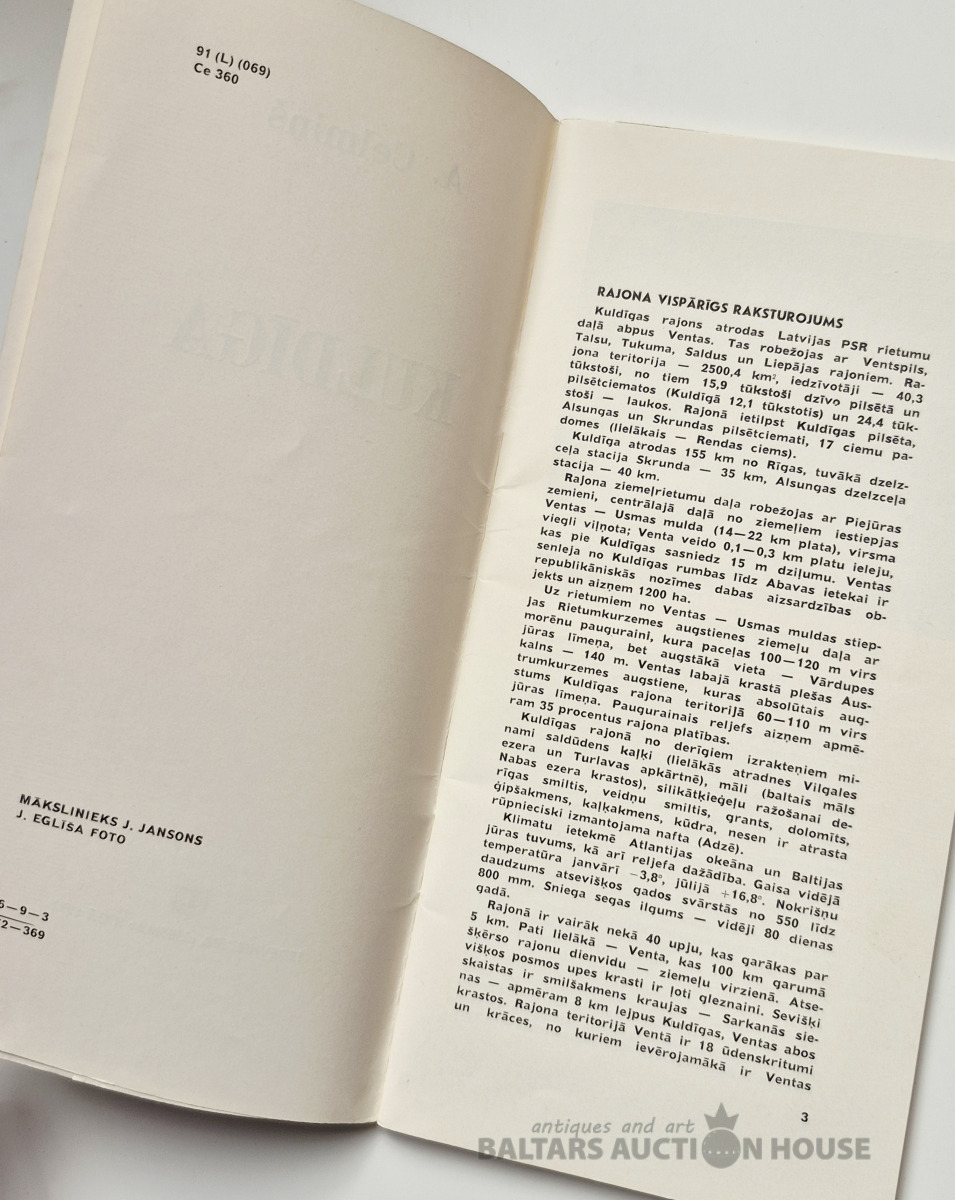 91 (L) (069)
Ce 360
MĀKSLINIEKS J. JANSONS
J. EGLĪŠA FOTO
5—9—3
2—369
RAJONA VISPĀRĪGS RAKSTUROJUMS
Kuldīgas rajons atrodas Latvijas PSR rietumu
daļā abpus Ventas. Tas robežojas ar Ventspils,
Talsu, Tukuma, Saldus un Liepājas rajoniem. Ra-
jona teritorija — 2500,4 km², iedzīvotāji — 40,3
tūkstoši, no tiem 15,9 tūkstoši dzīvo pilsētā un
pilsētciematos (Kuldīgā 12,1 tūkstotis) un 24,4 tūk-
stoši — laukos. Rajonā ietilpst Kuldīgas pilsēta,
Alsungas un Skrundas pilsētciemati, 17 ciemu pa-
domes (lielākais — Rendas ciems).
Kuldīga atrodas 155 km no Rīgas, tuvākā dzelz-
ceļa stacija Skrunda — 35 km, Alsungas dzelzceļa
stacija — 40 km.
Rajona ziemeļrietumu daļa robežojas ar Piejūras
zemieni, centrālajā daļā no ziemeļiem iestiepjas
Ventas — Usmas mulda (14—22 km plata), virsma
viegli viļņota; Venta veido 0,1—0,3 km platu ieleju,
kas pie Kuldīgas sasniedz 15 m dziļumu. Ventas
senleja no Kuldīgas rumbas līdz Abavas ietekai ir
republikāniskās nozīmes dabas aizsardzības ob-
jekts un aizņem 1200 ha.
Uz rietumiem no Ventas — Usmas muldas stiep-
jas Rietumkurzemes augstienes ziemeļu daļa ar
morēnu pauguraini, kura paceļas 100—120 m virs
jūras līmeņa, bet augstākā vieta — Vārdupes
kalns — 140 m. Ventas labajā krastā plešas Aus-
trumkurzemes augstiene, kuras absolūtais aug-
stums Kuldīgas rajona teritorijā 60—110 m virs
jūras līmeņa. Paugurainais reljefs aizņem apmē-
ram 35 procentus rajona platības.
Kuldīgas rajonā no derīgiem izrakteņiem mi-
nami saldūdens kaļķi (lielākās atradnes Vilgales
ezera un Turlavas apkārtnē), māli (baltais māls
Nabas ezera krastos), silikātķieģeļu ražošanai de-
rīgas smiltis, veidņu smiltis, grants, dolomīts,
ģipšakmens, kaļķakmens, kūdra, nesen ir atrasta
rūpnieciski izmantojama nafta (Adzē).
Klimatu ietekmē Atlantijas okeāna un Baltijas
jūras tuvums, kā arī reljefa dažādība. Gaisa vidējā
temperatūra janvārī −3,8°, jūlijā +16,8°. Nokrišņu
daudzums atsevišķos gados svārstās no 550 līdz
800 mm. Sniega segas ilgums — vidēji 80 dienas
gadā.
Rajonā ir vairāk nekā 40 upju, kas garākas par
5 km. Pati lielākā — Venta, kas 100 km garumā
šķērso rajonu dienvidu — ziemeļu virzienā. Atse-
višķos posmos upes krasti ir ļoti gleznaini. Sevišķi
skaistas ir smilšakmens kraujas — Sarkanās sie-
nas — apmēram 8 km lejpus Kuldīgas, Ventas abos
krastos. Rajona teritorijā Ventā ir 18 ūdenskritumi
un krāces, no kuriem ievērojamākā ir Ventas
3
antiques and art
BALTARS AUCTION HOUSE